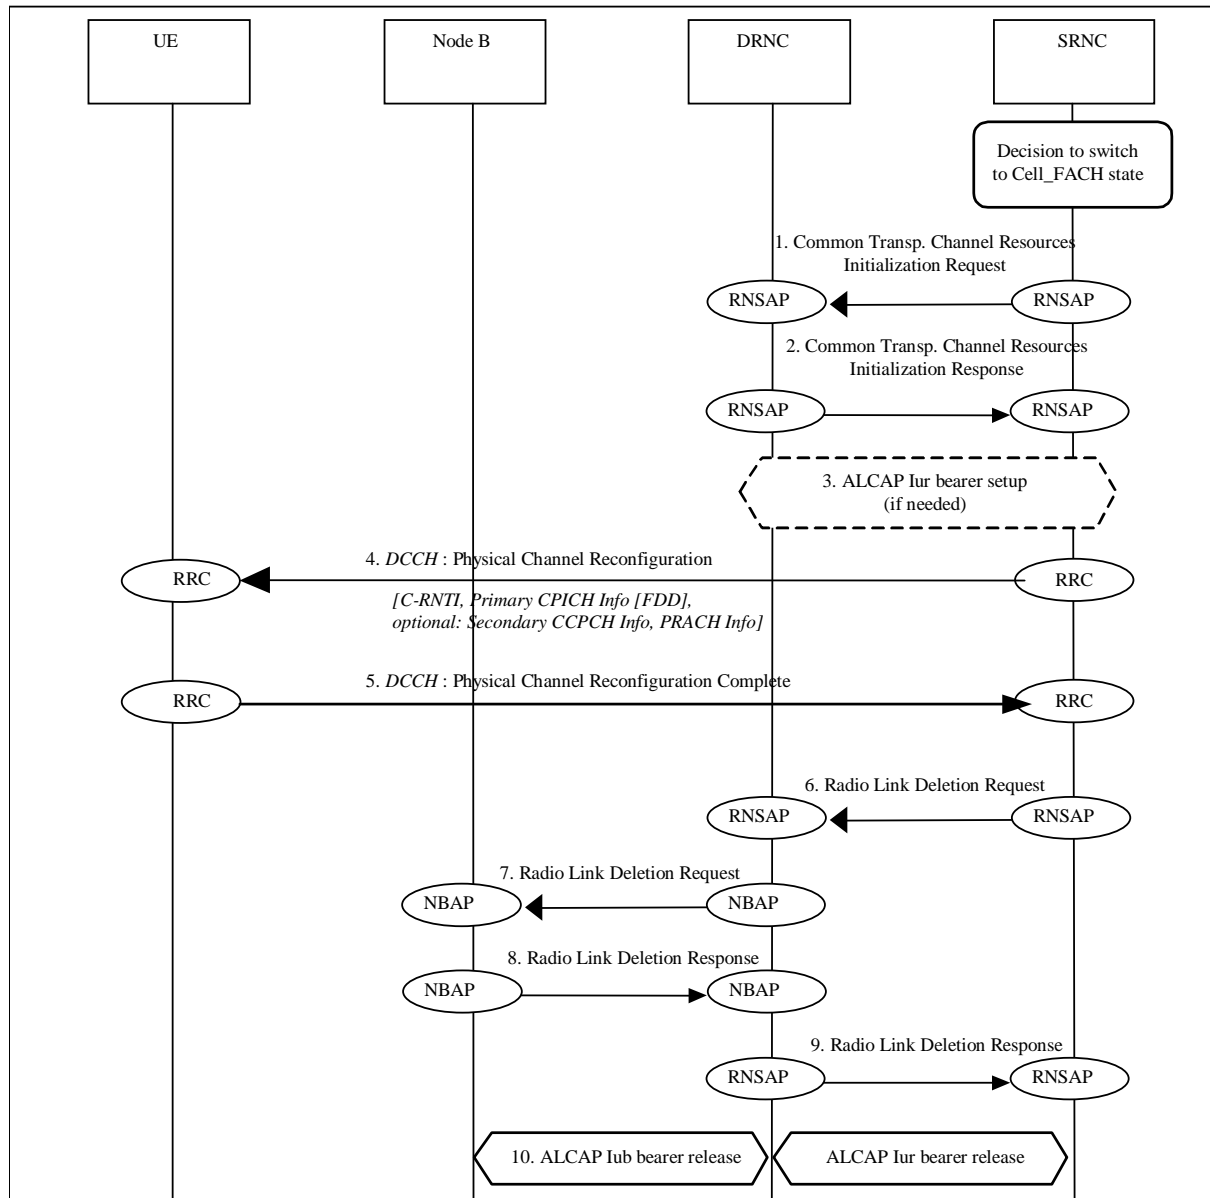 UE
Node B
DRNC
SRNC
Decision to switch
to Cell_FACH state
1. Common Transp. Channel Resources
Initialization Request
RNSAP
RNSAP
2. Common Transp. Channel Resources
Initialization Response
RNSAP
RNSAP
3. ALCAP Iur bearer setup
(if needed)
4. DCCH : Physical Channel Reconfiguration
RRC
RRC
[C-RNTI, Primary CPICH Info [FDD],
optional: Secondary CCPCH Info, PRACH Info]
5. DCCH : Physical Channel Reconfiguration Complete
RRC
RRC
6. Radio Link Deletion Request
RNSAP
RNSAP
7. Radio Link Deletion Request
NBAP
NBAP
8. Radio Link Deletion Response
NBAP
NBAP
9. Radio Link Deletion Response
RNSAP
RNSAP
10. ALCAP Iub bearer release
ALCAP Iur bearer release